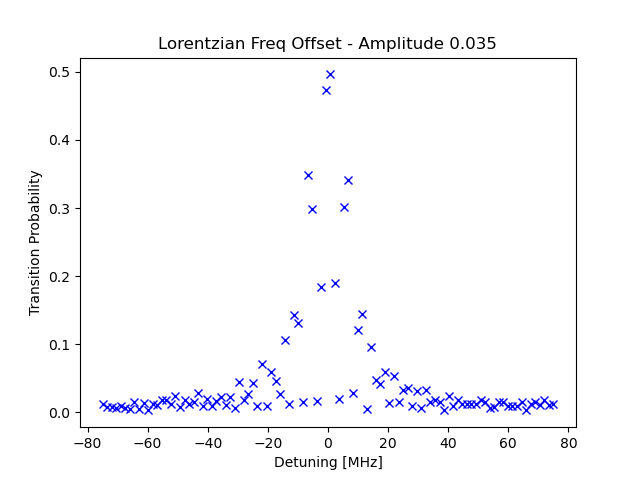 Lorentzian Freq Offset - Amplitude 0.035
Transition Probability
0.5
0.4
0.3
0.2
0.1
0.0
−80 −60 −40 −20 0 20 40 60 80
Detuning [MHz]